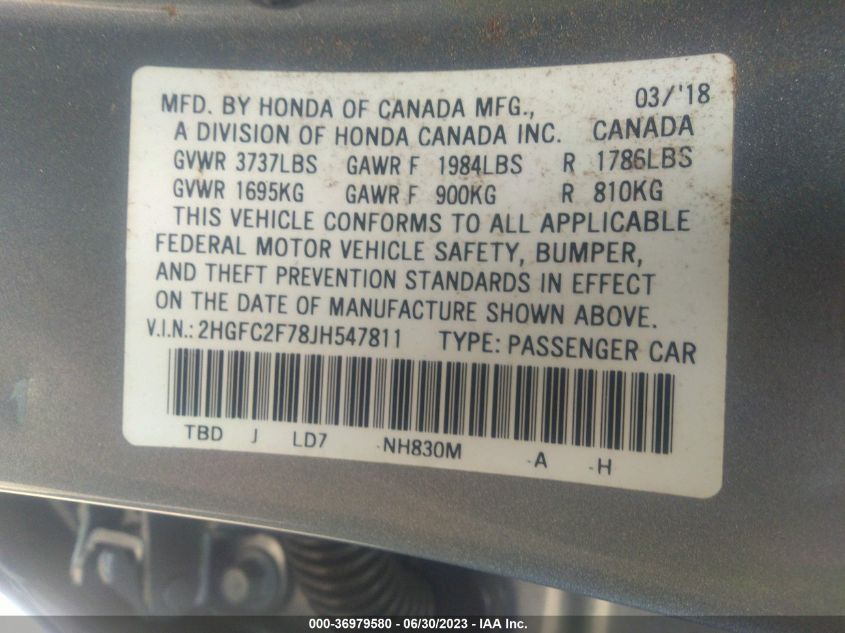 MFD. BY HONDA OF CANADA MFG., 03/'18
A DIVISION OF HONDA CANADA INC. CANADA
GVWR 3737LBS GAWR F 1984LBS R 1786LBS
GVWR 1695KG GAWR F 900KG R 810KG
THIS VEHICLE CONFORMS TO ALL APPLICABLE
FEDERAL MOTOR VEHICLE SAFETY, BUMPER,
AND THEFT PREVENTION STANDARDS IN EFFECT
ON THE DATE OF MANUFACTURE SHOWN ABOVE.
V.I.N.: 2HGFC2F78JH547811 TYPE: PASSENGER CAR
TBD J LD7 -NH830M -A -H
000-36979580 - 06/30/2023 - IAA Inc.